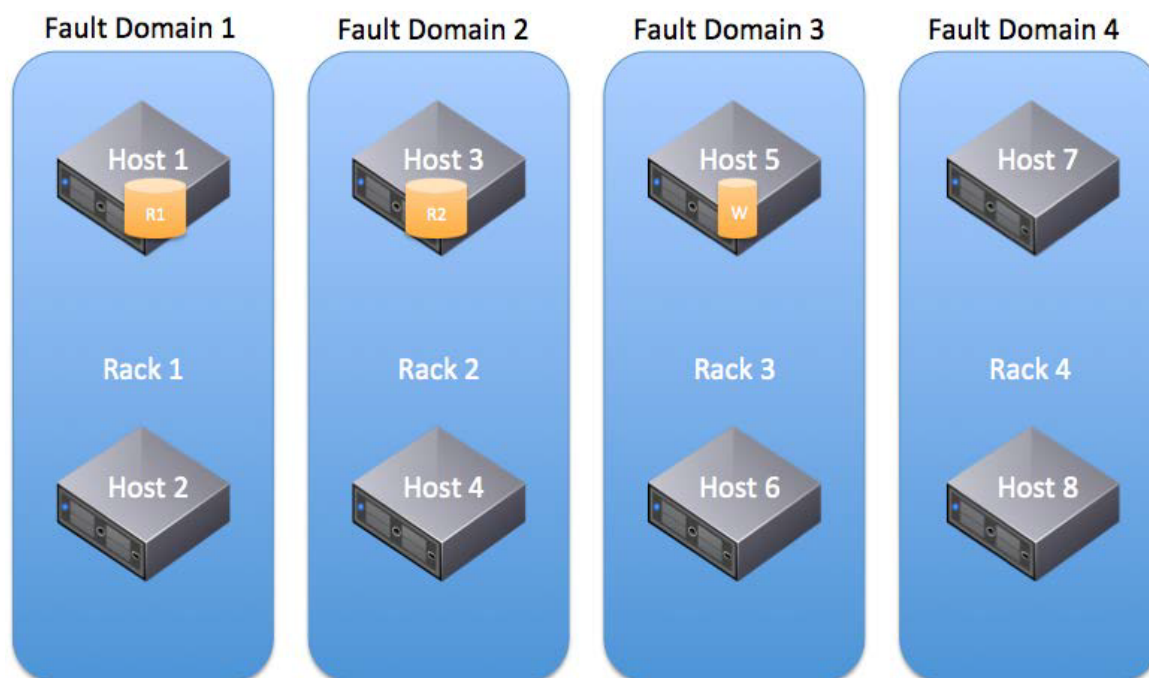 Fault Domain 1
Fault Domain 2
Fault Domain 3
Fault Domain 4
Host 1
Host 3
Host 5
Host 7
R1
R2
W
Rack 1
Rack 2
Rack 3
Rack 4
Host 2
Host 4
Host 6
Host 8